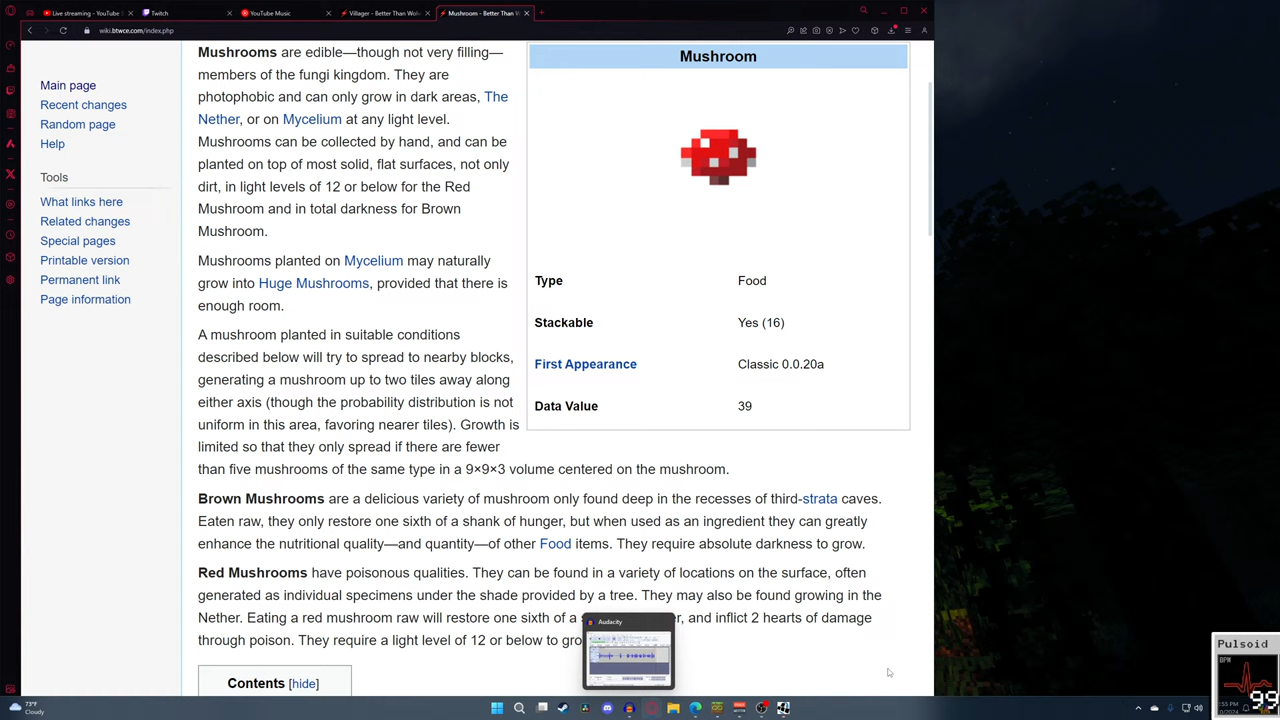 Live streaming - YouTube S
Twitch
YouTube Music
Villager - Better Than Wolv
Mushroom - Better Than W
wiki.btwce.com/index.php
Main page
Recent changes
Random page
Help
Tools
What links here
Related changes
Special pages
Printable version
Permanent link
Page information
Mushrooms are edible—though not very filling—
members of the fungi kingdom. They are
photophobic and can only grow in dark areas, The
Nether, or on Mycelium at any light level.
Mushrooms can be collected by hand, and can be
planted on top of most solid, flat surfaces, not only
dirt, in light levels of 12 or below for the Red
Mushroom and in total darkness for Brown
Mushroom.
Mushrooms planted on Mycelium may naturally
grow into Huge Mushrooms, provided that there is
enough room.
A mushroom planted in suitable conditions
described below will try to spread to nearby blocks,
generating a mushroom up to two tiles away along
either axis (though the probability distribution is not
uniform in this area, favoring nearer tiles). Growth is
limited so that they only spread if there are fewer
than five mushrooms of the same type in a 9×9×3 volume centered on the mushroom.
Mushroom
Type Food
Stackable Yes (16)
First Appearance Classic 0.0.20a
Data Value 39
Brown Mushrooms are a delicious variety of mushroom only found deep in the recesses of third-strata caves.
Eaten raw, they only restore one sixth of a shank of hunger, but when used as an ingredient they can greatly
enhance the nutritional quality—and quantity—of other Food items. They require absolute darkness to grow.
Red Mushrooms have poisonous qualities. They can be found in a variety of locations on the surface, often
generated as individual specimens under the shade provided by a tree. They may also be found growing in the
Nether. Eating a red mushroom raw will restore one sixth of a s er, and inflict 2 hearts of damage
through poison. They require a light level of 12 or below to gro
Contents [hide]
Audacity
Pulsoid
BPM
99
73°F
Cloudy
:55 PM
0/2024